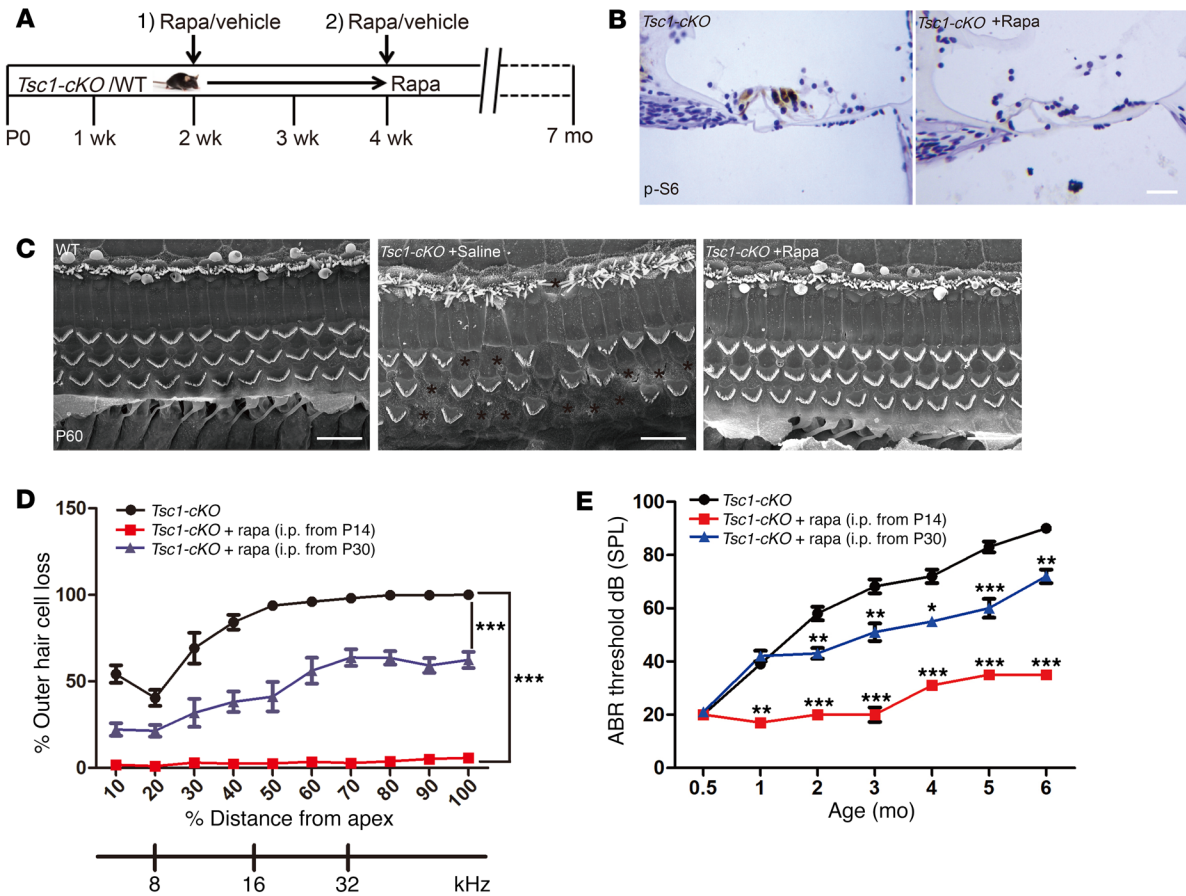 A
1) Rapa/vehicle
2) Rapa/vehicle
Tsc1-cKO /WT
Rapa
P0
1 wk
2 wk
3 wk
4 wk
7 mo
B
Tsc1-cKO
Tsc1-cKO +Rapa
p-S6
C
WT
Tsc1-cKO +Saline
Tsc1-cKO +Rapa
* * * * * * * * * * * * *
P60
D
Tsc1-cKO
Tsc1-cKO + rapa (i.p. from P14)
Tsc1-cKO + rapa (i.p. from P30)
% Outer hair cell loss
150
100
50
0
***
***
10 20 30 40 50 60 70 80 90 100
% Distance from apex
8 16 32 kHz
E
Tsc1-cKO
Tsc1-cKO + rapa (i.p. from P14)
Tsc1-cKO + rapa (i.p. from P30)
ABR threshold dB (SPL)
100
80
60
40
20
0
** ** * *** **
** *** *** *** *** ***
0.5 1 2 3 4 5 6
Age (mo)